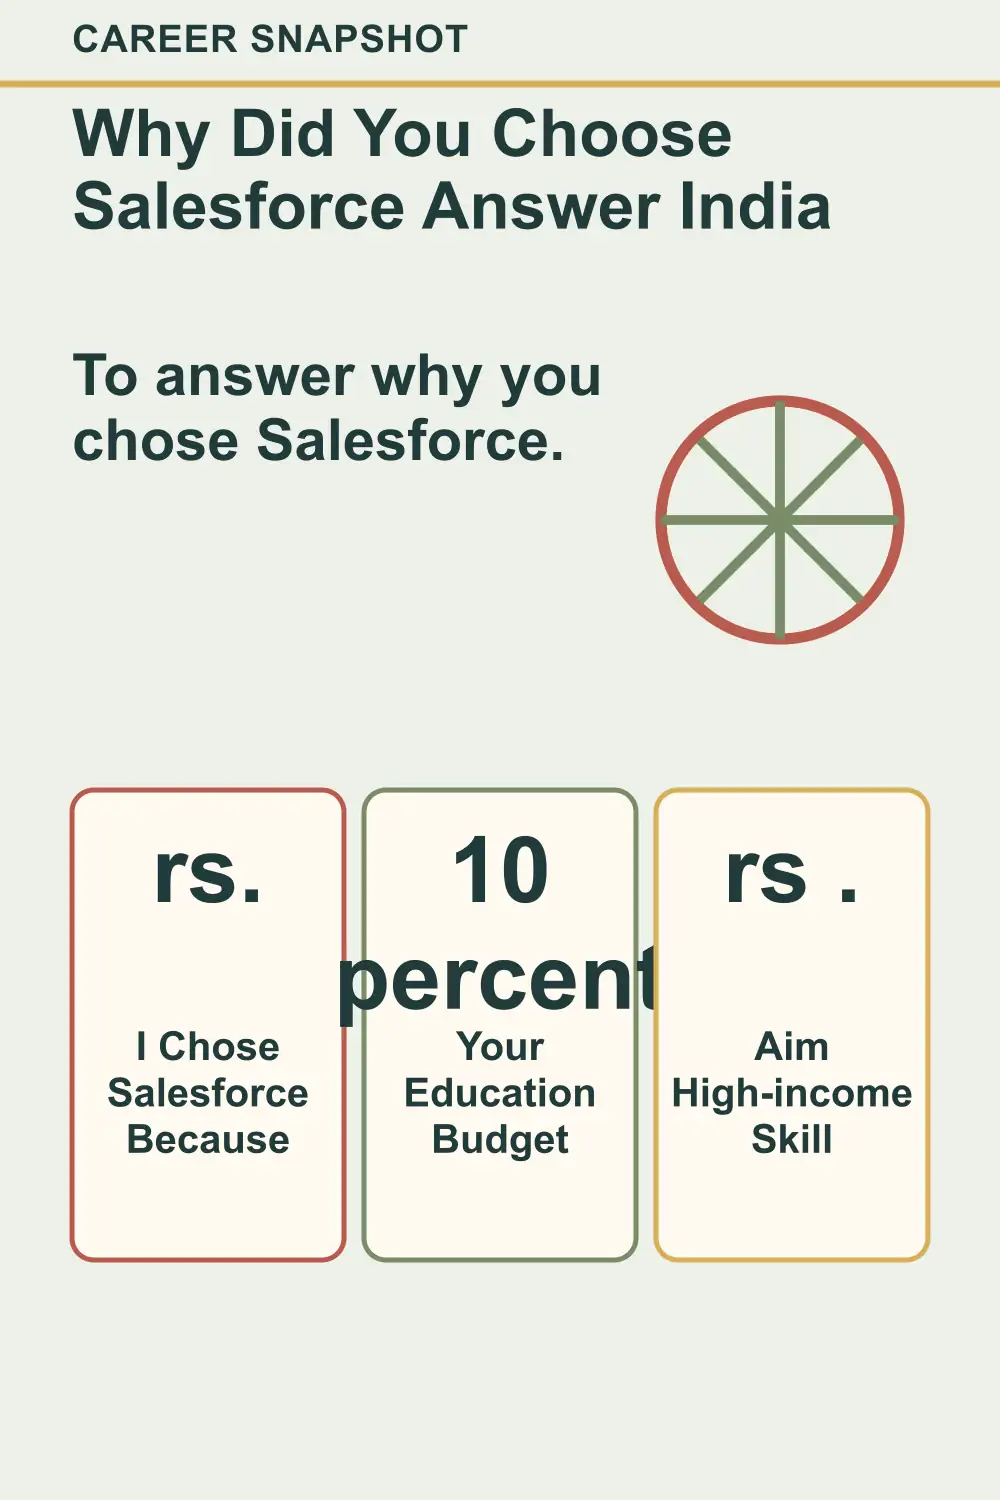 CAREER SNAPSHOT
Why Did You Choose
Salesforce Answer India
To answer why you
chose Salesforce.
rs.
I Chose
Salesforce
Because
10
percent
Your
Education
Budget
rs .
Aim
High-income
Skill